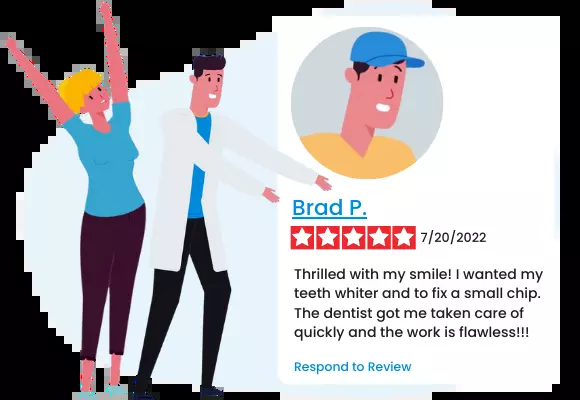 Brad P.
7/20/2022
Thrilled with my smile! I wanted my
teeth whiter and to fix a small chip.
The dentist got me taken care of
quickly and the work is flawless!!!
Respond to Review